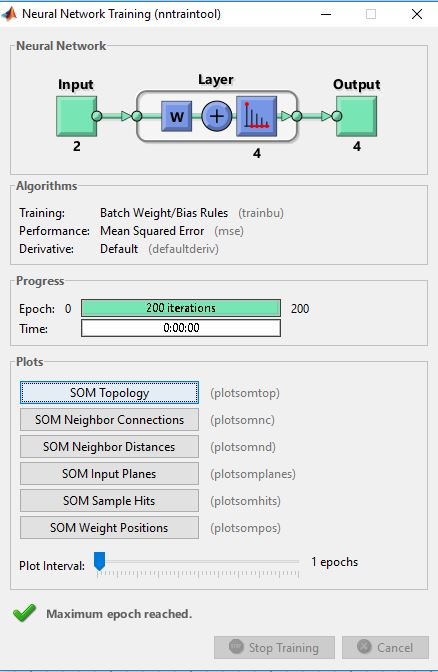 Neural Network Training (nntraintool)
Neural Network
Input Layer Output
W
2 4 4
Algorithms
Training: Batch Weight/Bias Rules (trainbu)
Performance: Mean Squared Error (mse)
Derivative: Default (defaultderiv)
Progress
Epoch: 0 200 iterations 200
Time: 0:00:00
Plots
SOM Topology (plotsomtop)
SOM Neighbor Connections (plotsomnc)
SOM Neighbor Distances (plotsomnd)
SOM Input Planes (plotsomplanes)
SOM Sample Hits (plotsomhits)
SOM Weight Positions (plotsompos)
Plot Interval: 1 epochs
Maximum epoch reached.
Stop Training Cancel